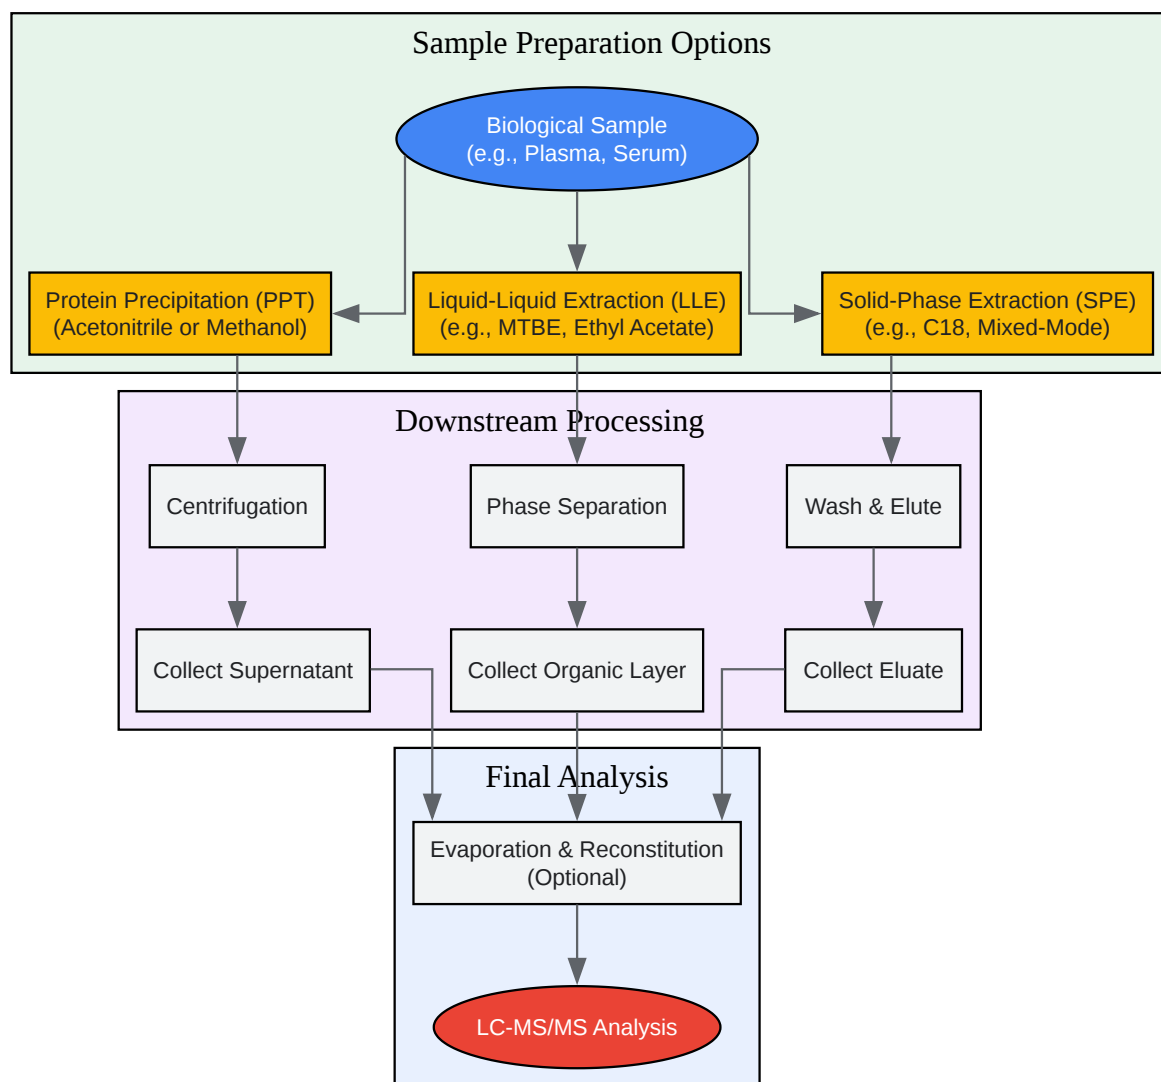 Sample Preparation Options
Biological Sample
(e.g., Plasma, Serum)
Protein Precipitation (PPT)
(Acetonitrile or Methanol)
Liquid-Liquid Extraction (LLE)
(e.g., MTBE, Ethyl Acetate)
Solid-Phase Extraction (SPE)
(e.g., C18, Mixed-Mode)
Downstream Processing
Centrifugation
Phase Separation
Wash & Elute
Collect Supernatant
Collect Organic Layer
Collect Eluate
Final Analysis
Evaporation & Reconstitution
(Optional)
LC-MS/MS Analysis